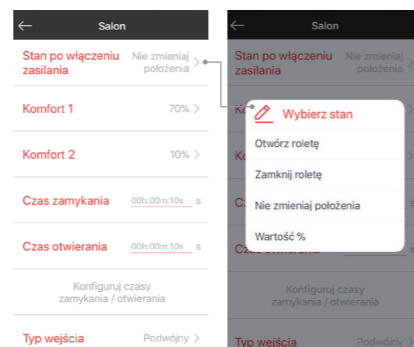 Salon
Stan po włączeniu
zasilania
Nie zmieniaj
położenia
Komfort 1
70%
Komfort 2
10%
Czas zamykania
00h:00m:10s s
Czas otwierania
00h:00m:10s s
Konfiguruj czasy
zamykania / otwierania
Typ wejścia
Podwójny
Salon
Stan po włączeniu
zasilania
Nie zmieniaj
położenia
Wybierz stan
Otwórz roletę
Zamknij roletę
Nie zmieniaj położenia
Wartość %
Konfiguruj czasy
zamykania / otwierania
Typ wejścia
Podwójny